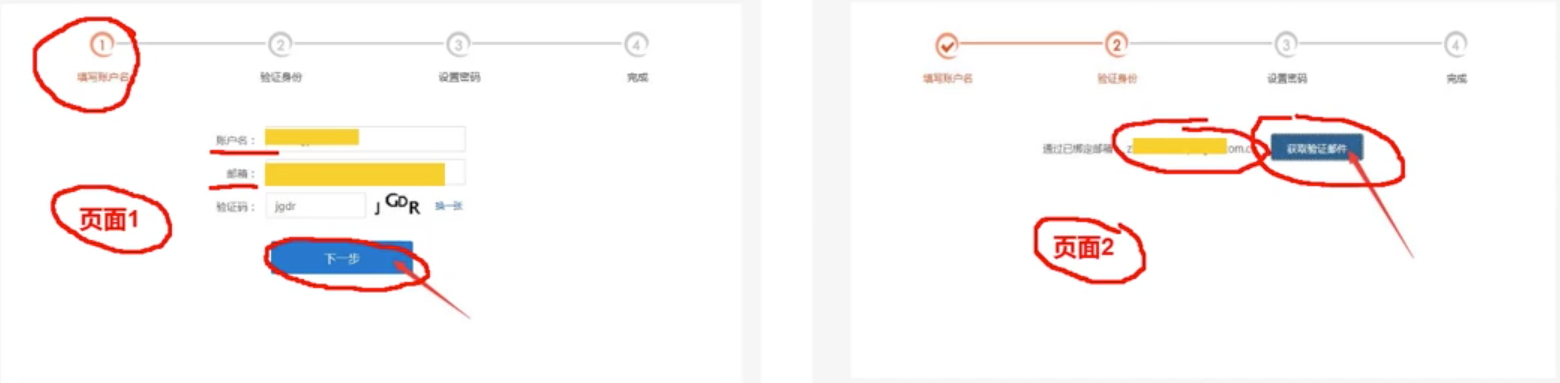 1
2
3
4
填写账户名
验证身份
设置密码
完成
账户名：
邮箱：
验证码：
jgdr
JGDR
换一张
页面1
下一步
2
3
4
填写账户名
验证身份
设置密码
完成
通过已绑定邮箱
z
om.c
获取验证邮件
页面2